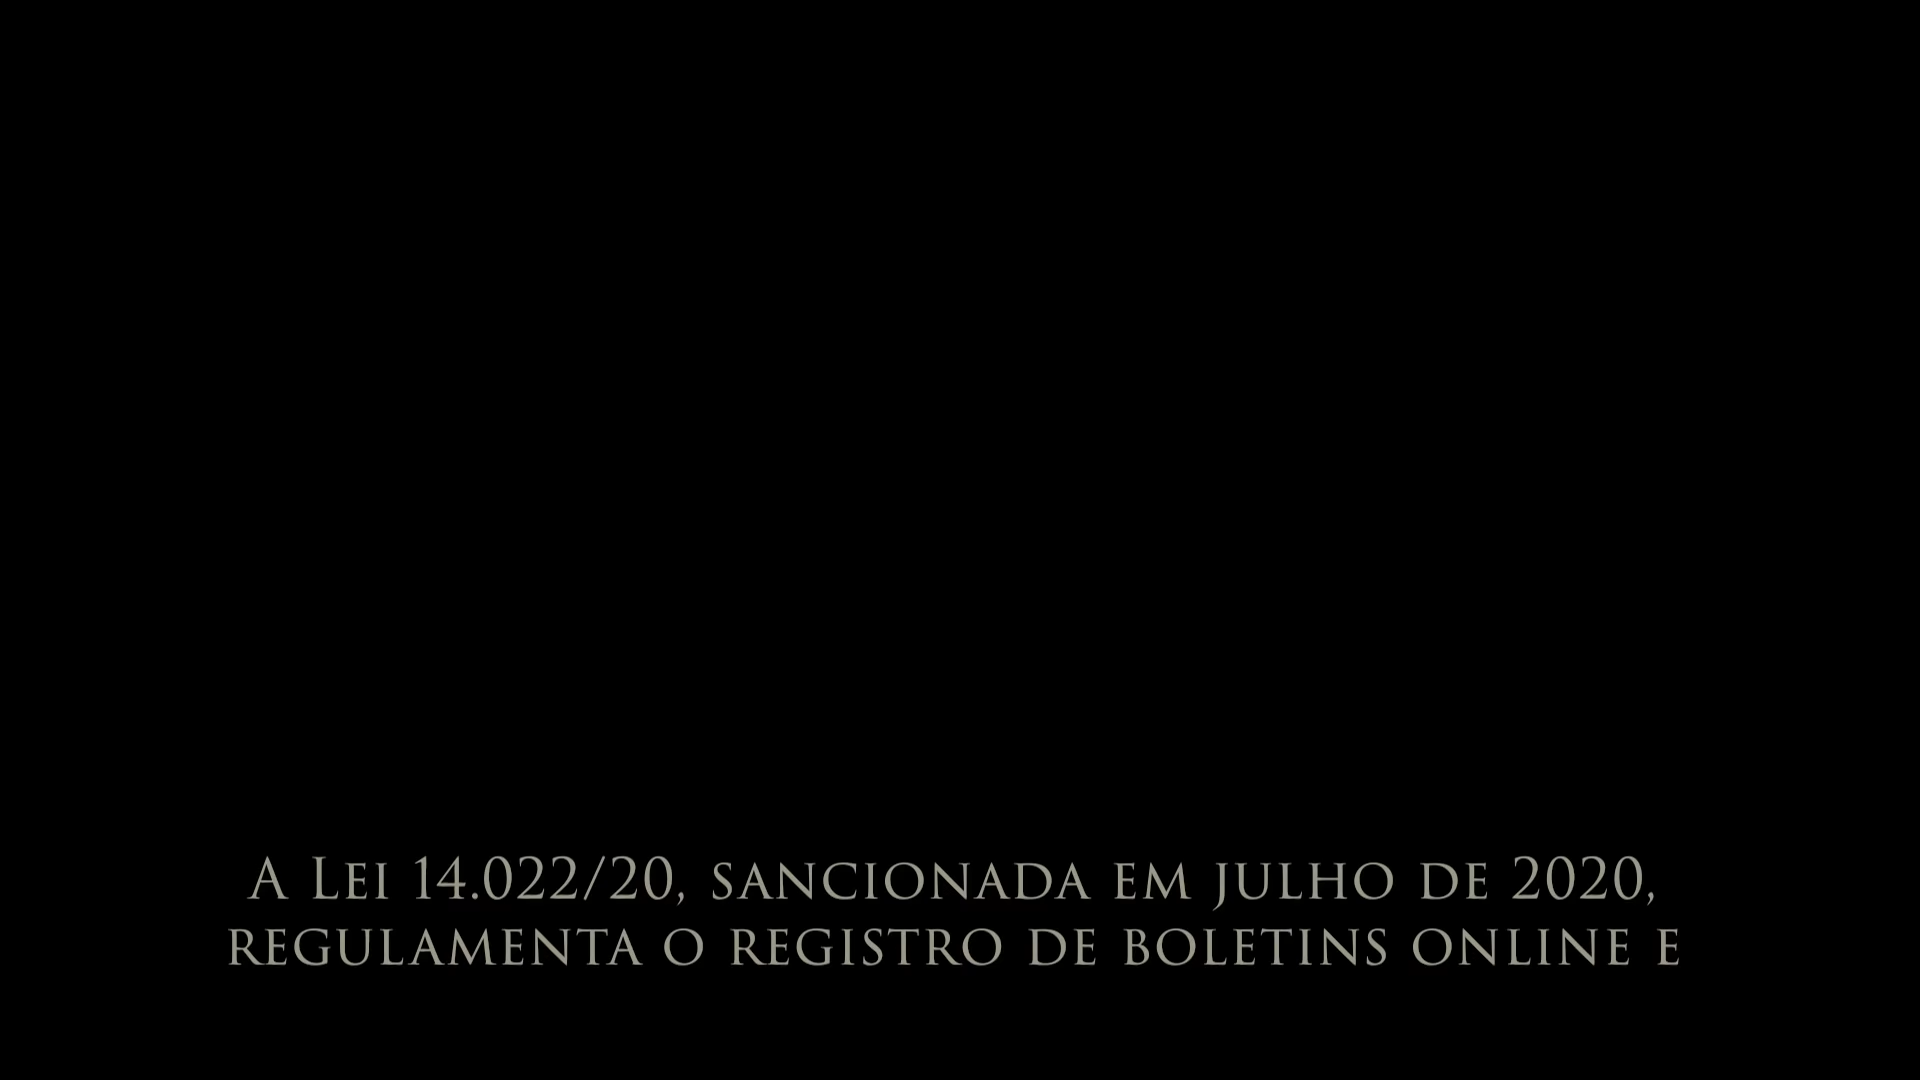 A Lei 14.022/20, sancionada em julho de 2020,
regulamenta o registro de boletins online e